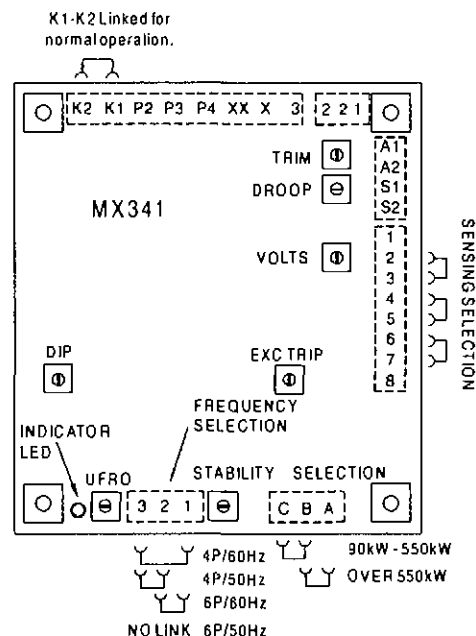 K1-K2 Linked for
normal operation.
K2 K1 P2 P3 P4 XX X 3 2 2 1
TRIM
DROOP
A1
A2
S1
S2
MX341
VOLTS
1
2
3
4
5
6
7
8
SENSING SELECTION
DIP
EXC TRIP
FREQUENCY
SELECTION
INDICATOR
LED
UFRO
STABILITY SELECTION
3 2 1
C B A
4P/60Hz
4P/50Hz
6P/60Hz
NO LINK 6P/50Hz
90kW - 550kW
OVER 550kW